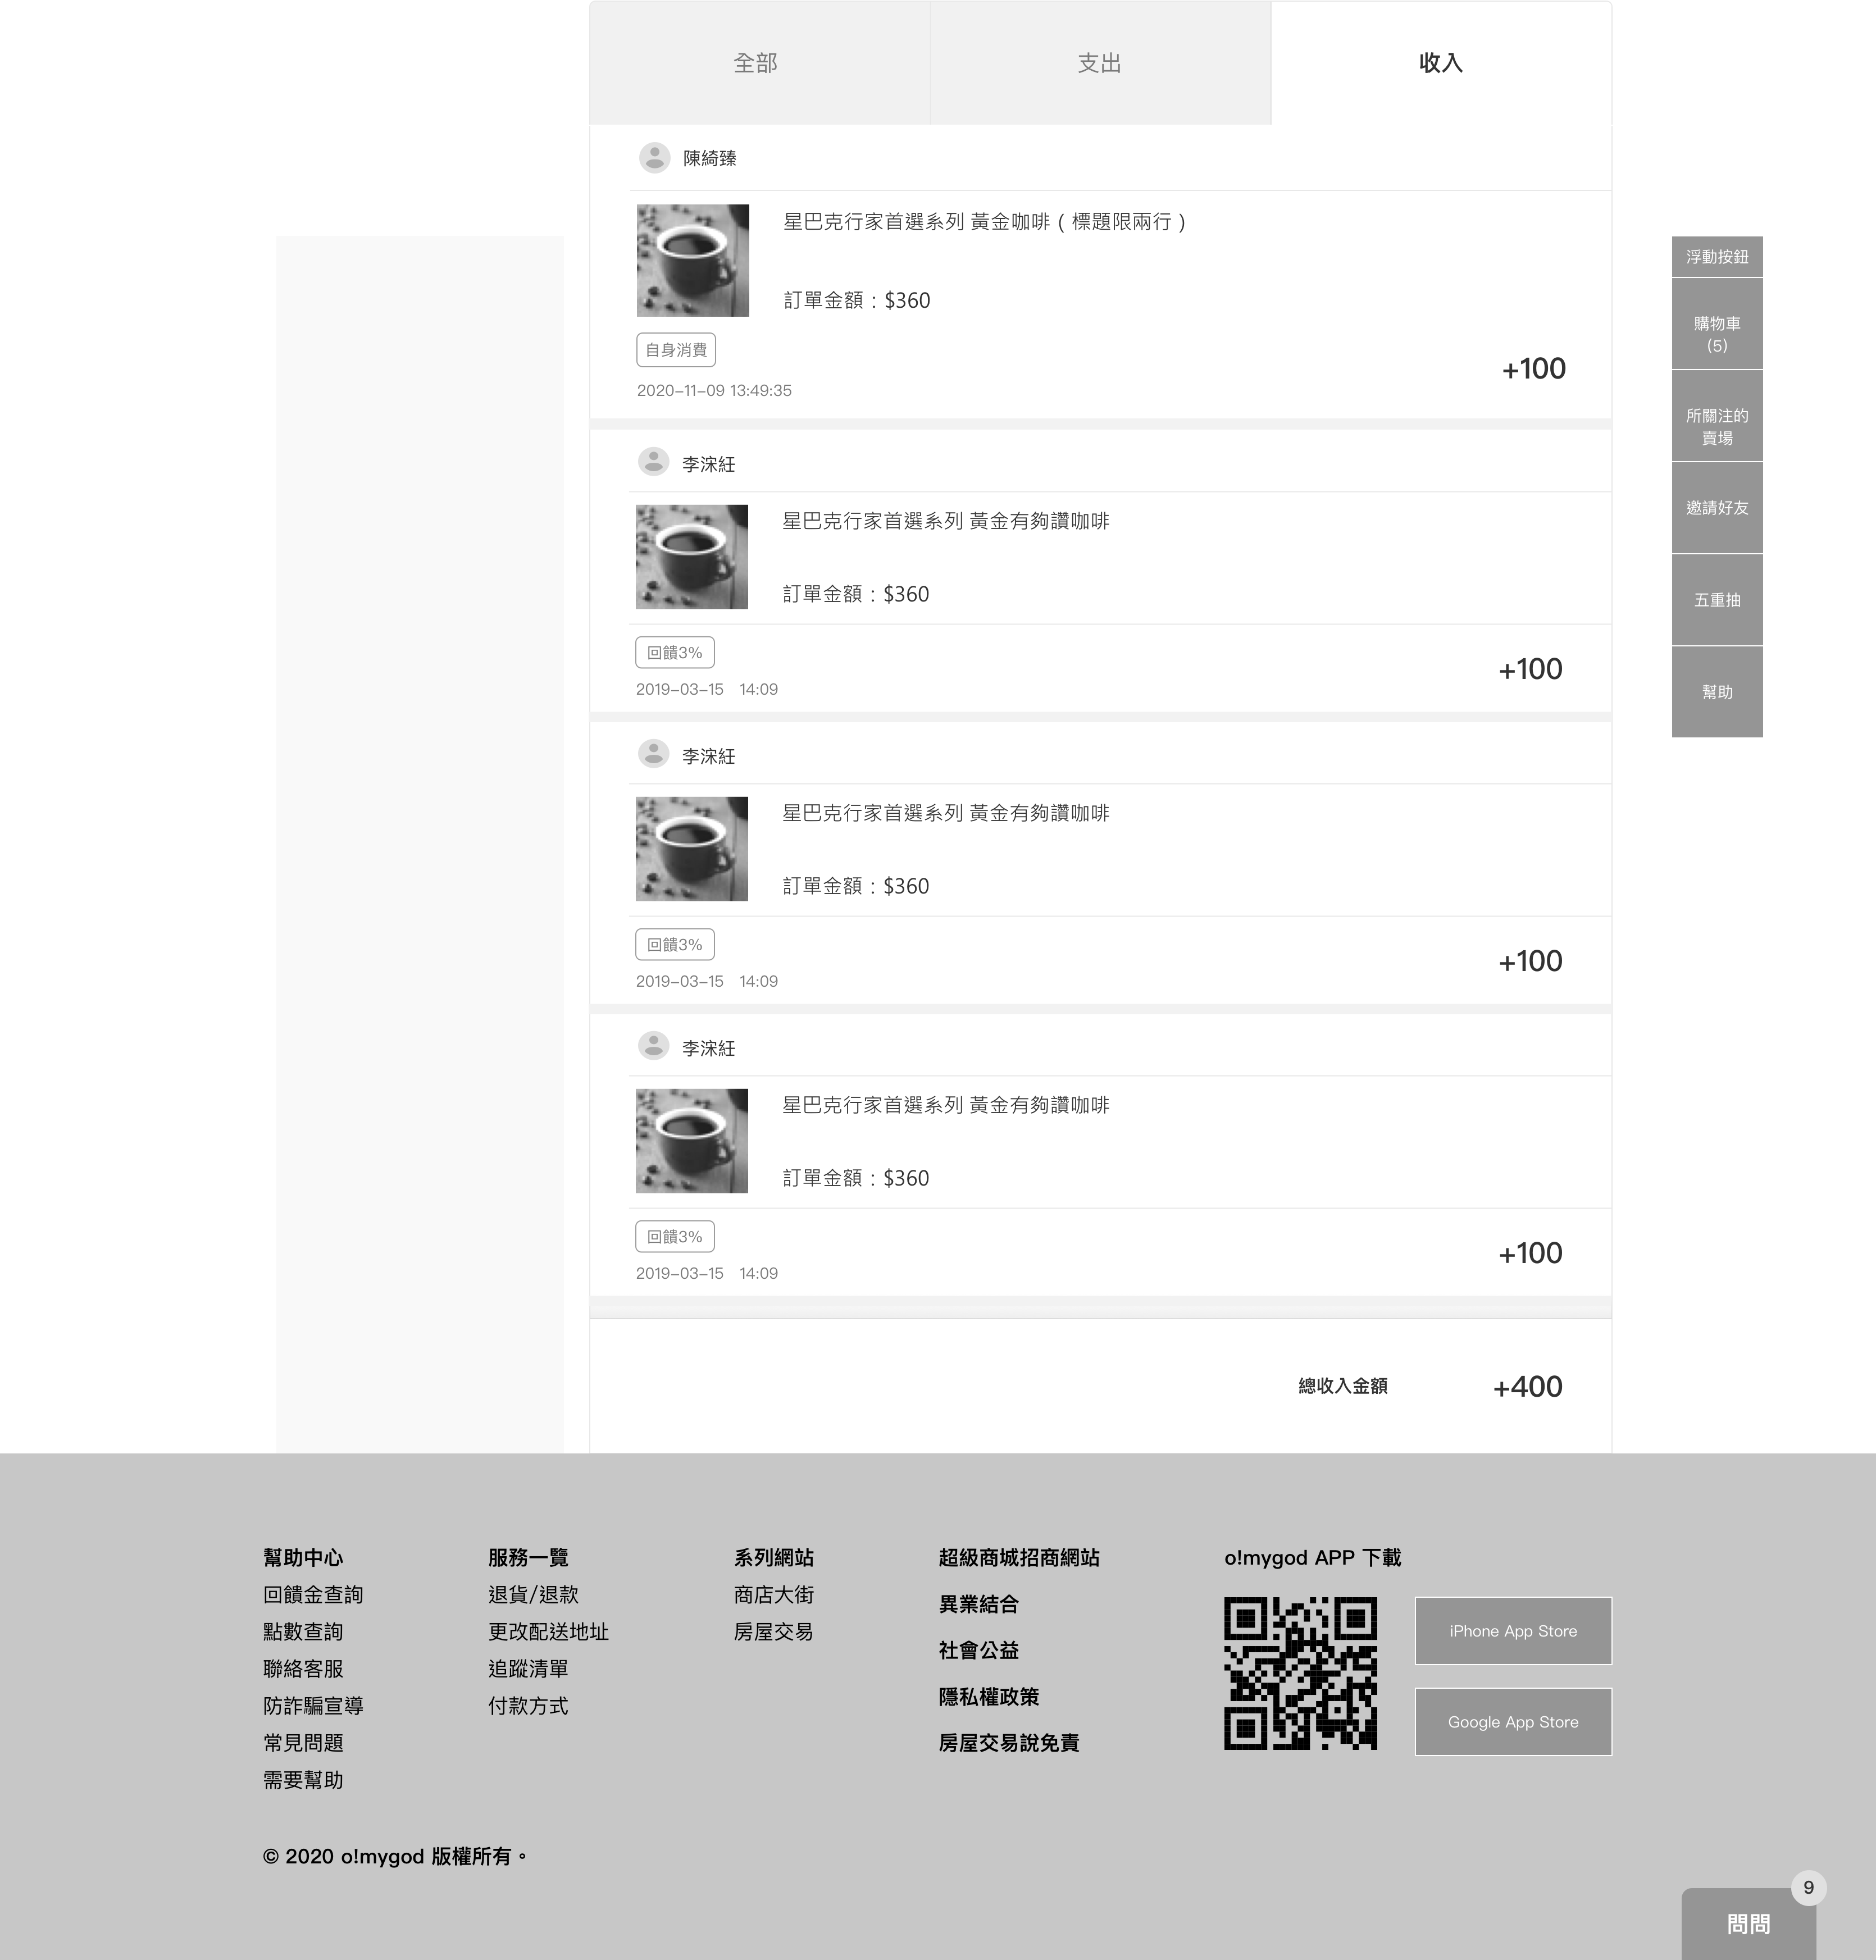 全部
支出
收入
陳綺臻
星巴克行家首選系列 黃金咖啡 ( 標題限兩行 )
訂單金額：$360
自身消費
2020-11-09 13:49:35
+100
李湺紝
星巴克行家首選系列 黃金有夠讚咖啡
訂單金額：$360
回饋3%
2019-03-15 14:09
+100
李湺紝
星巴克行家首選系列 黃金有夠讚咖啡
訂單金額：$360
回饋3%
2019-03-15 14:09
+100
李湺紝
星巴克行家首選系列 黃金有夠讚咖啡
訂單金額：$360
回饋3%
2019-03-15 14:09
+100
總收入金額
+400
浮動按鈕
購物車
(5)
所關注的
賣場
邀請好友
五重抽
幫助
幫助中心
回饋金查詢
點數查詢
聯絡客服
防詐騙宣導
常見問題
需要幫助
服務一覽
退貨/退款
更改配送地址
追蹤清單
付款方式
系列網站
商店大街
房屋交易
超級商城招商網站
異業結合
社會公益
隱私權政策
房屋交易說免責
o!mygod APP 下載
iPhone App Store
Google App Store
© 2020 o!mygod 版權所有。
9
問問